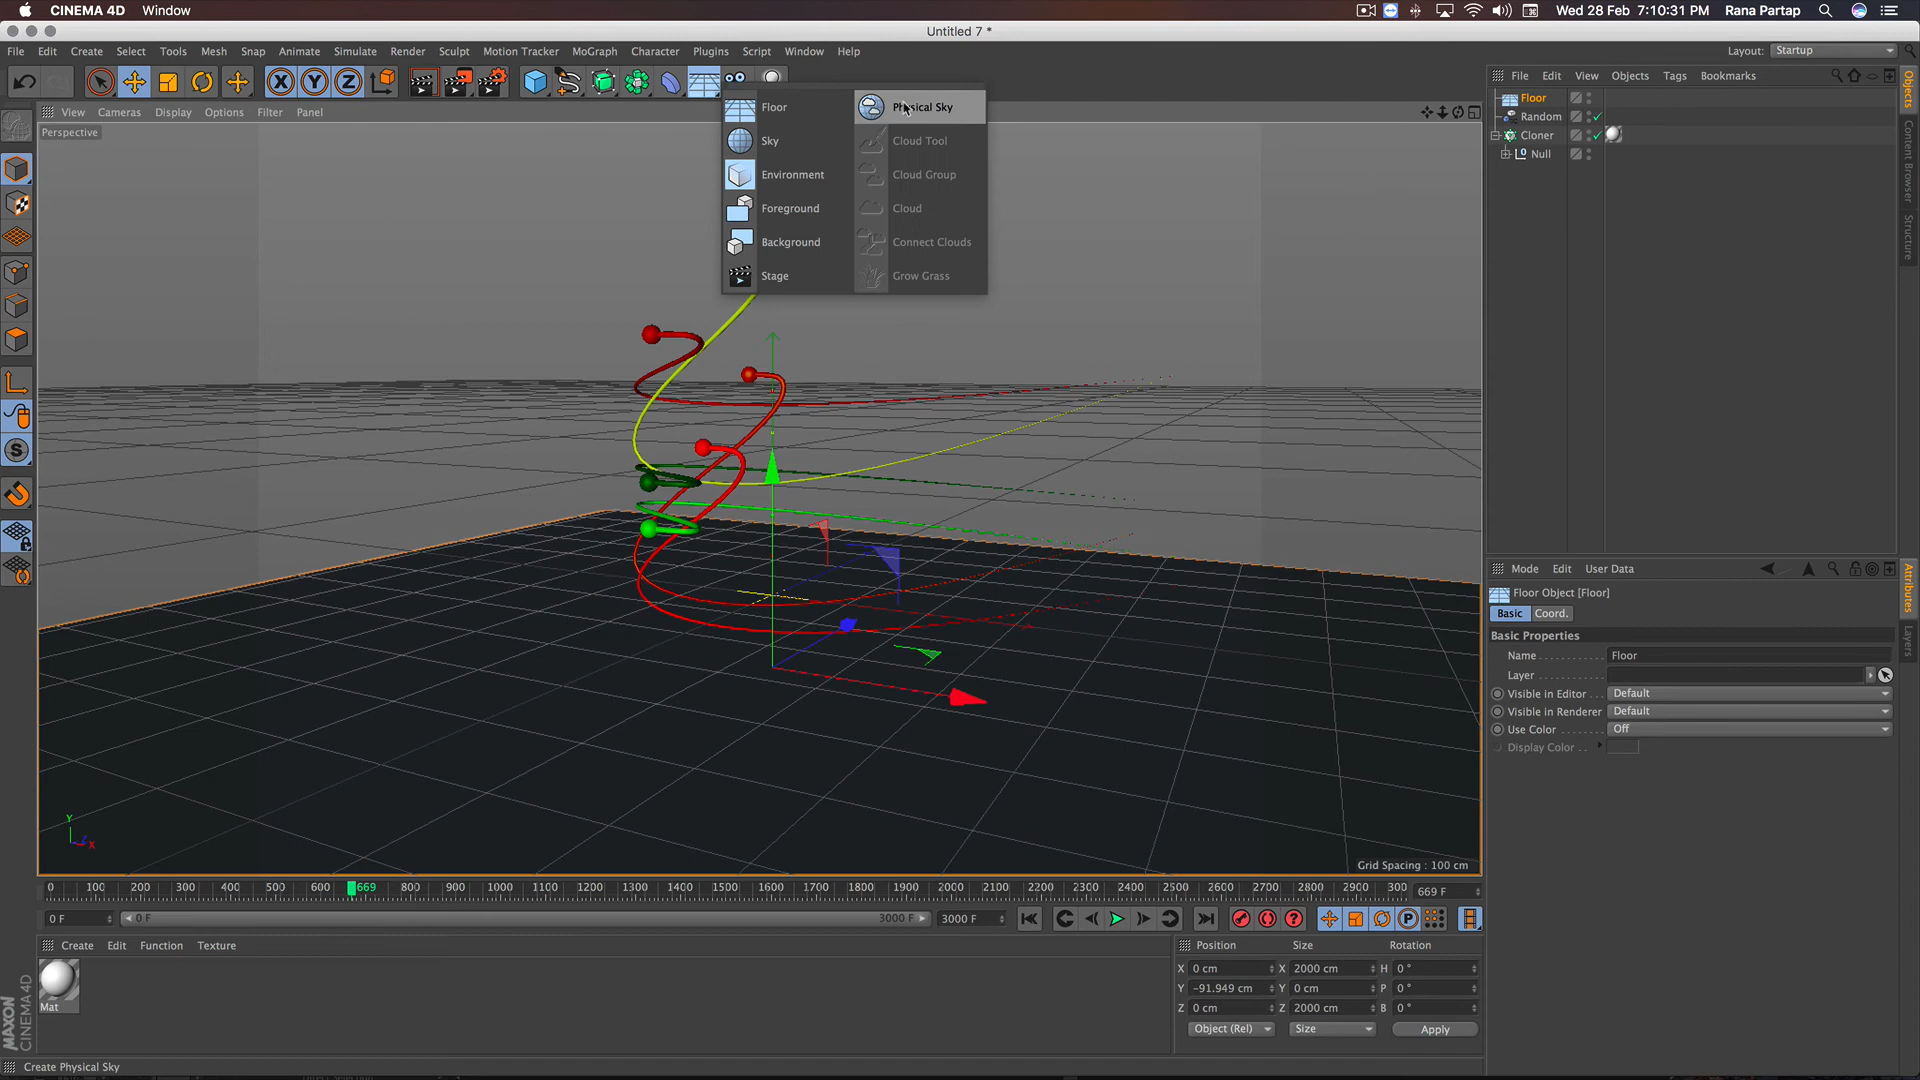 CINEMA 4D Window Wed 28 Feb 7:10:31 PM Rana Partap
Untitled 7 *
File Edit Create Select Tools Mesh Snap Animate Simulate Render Sculpt Motion Tracker MoGraph Character Plugins Script Window Help Layout: Startup
View Cameras Display Options Filter Panel
Perspective
Floor Physical Sky
Sky Cloud Tool
Environment Cloud Group
Foreground Cloud
Background Connect Clouds
Stage Grow Grass
File Edit View Objects Tags Bookmarks
Floor
Random
Cloner
Null
Objects
Content Browser
Structure
Mode Edit User Data
Floor Object [Floor]
Basic Coord.
Basic Properties
Name Floor
Layer
Visible in Editor Default
Visible in Renderer Default
Use Color Off
Display Color
Attributes
Layers
Y
Z X
Grid Spacing : 100 cm
0 100 200 300 400 500 600 669 800 900 1000 1100 1200 1300 1400 1500 1600 1700 1800 1900 2000 2100 2200 2300 2400 2500 2600 2700 2800 2900 300 669 F
0 F 0 F 3000 F 3000 F
Create Edit Function Texture
Mat
Position Size Rotation
X 0 cm X 2000 cm H 0 °
Y -91.949 cm Y 0 cm P 0 °
Z 0 cm Z 2000 cm B 0 °
Object (Rel) Size Apply
MAXON
CINEMA 4D
Create Physical Sky